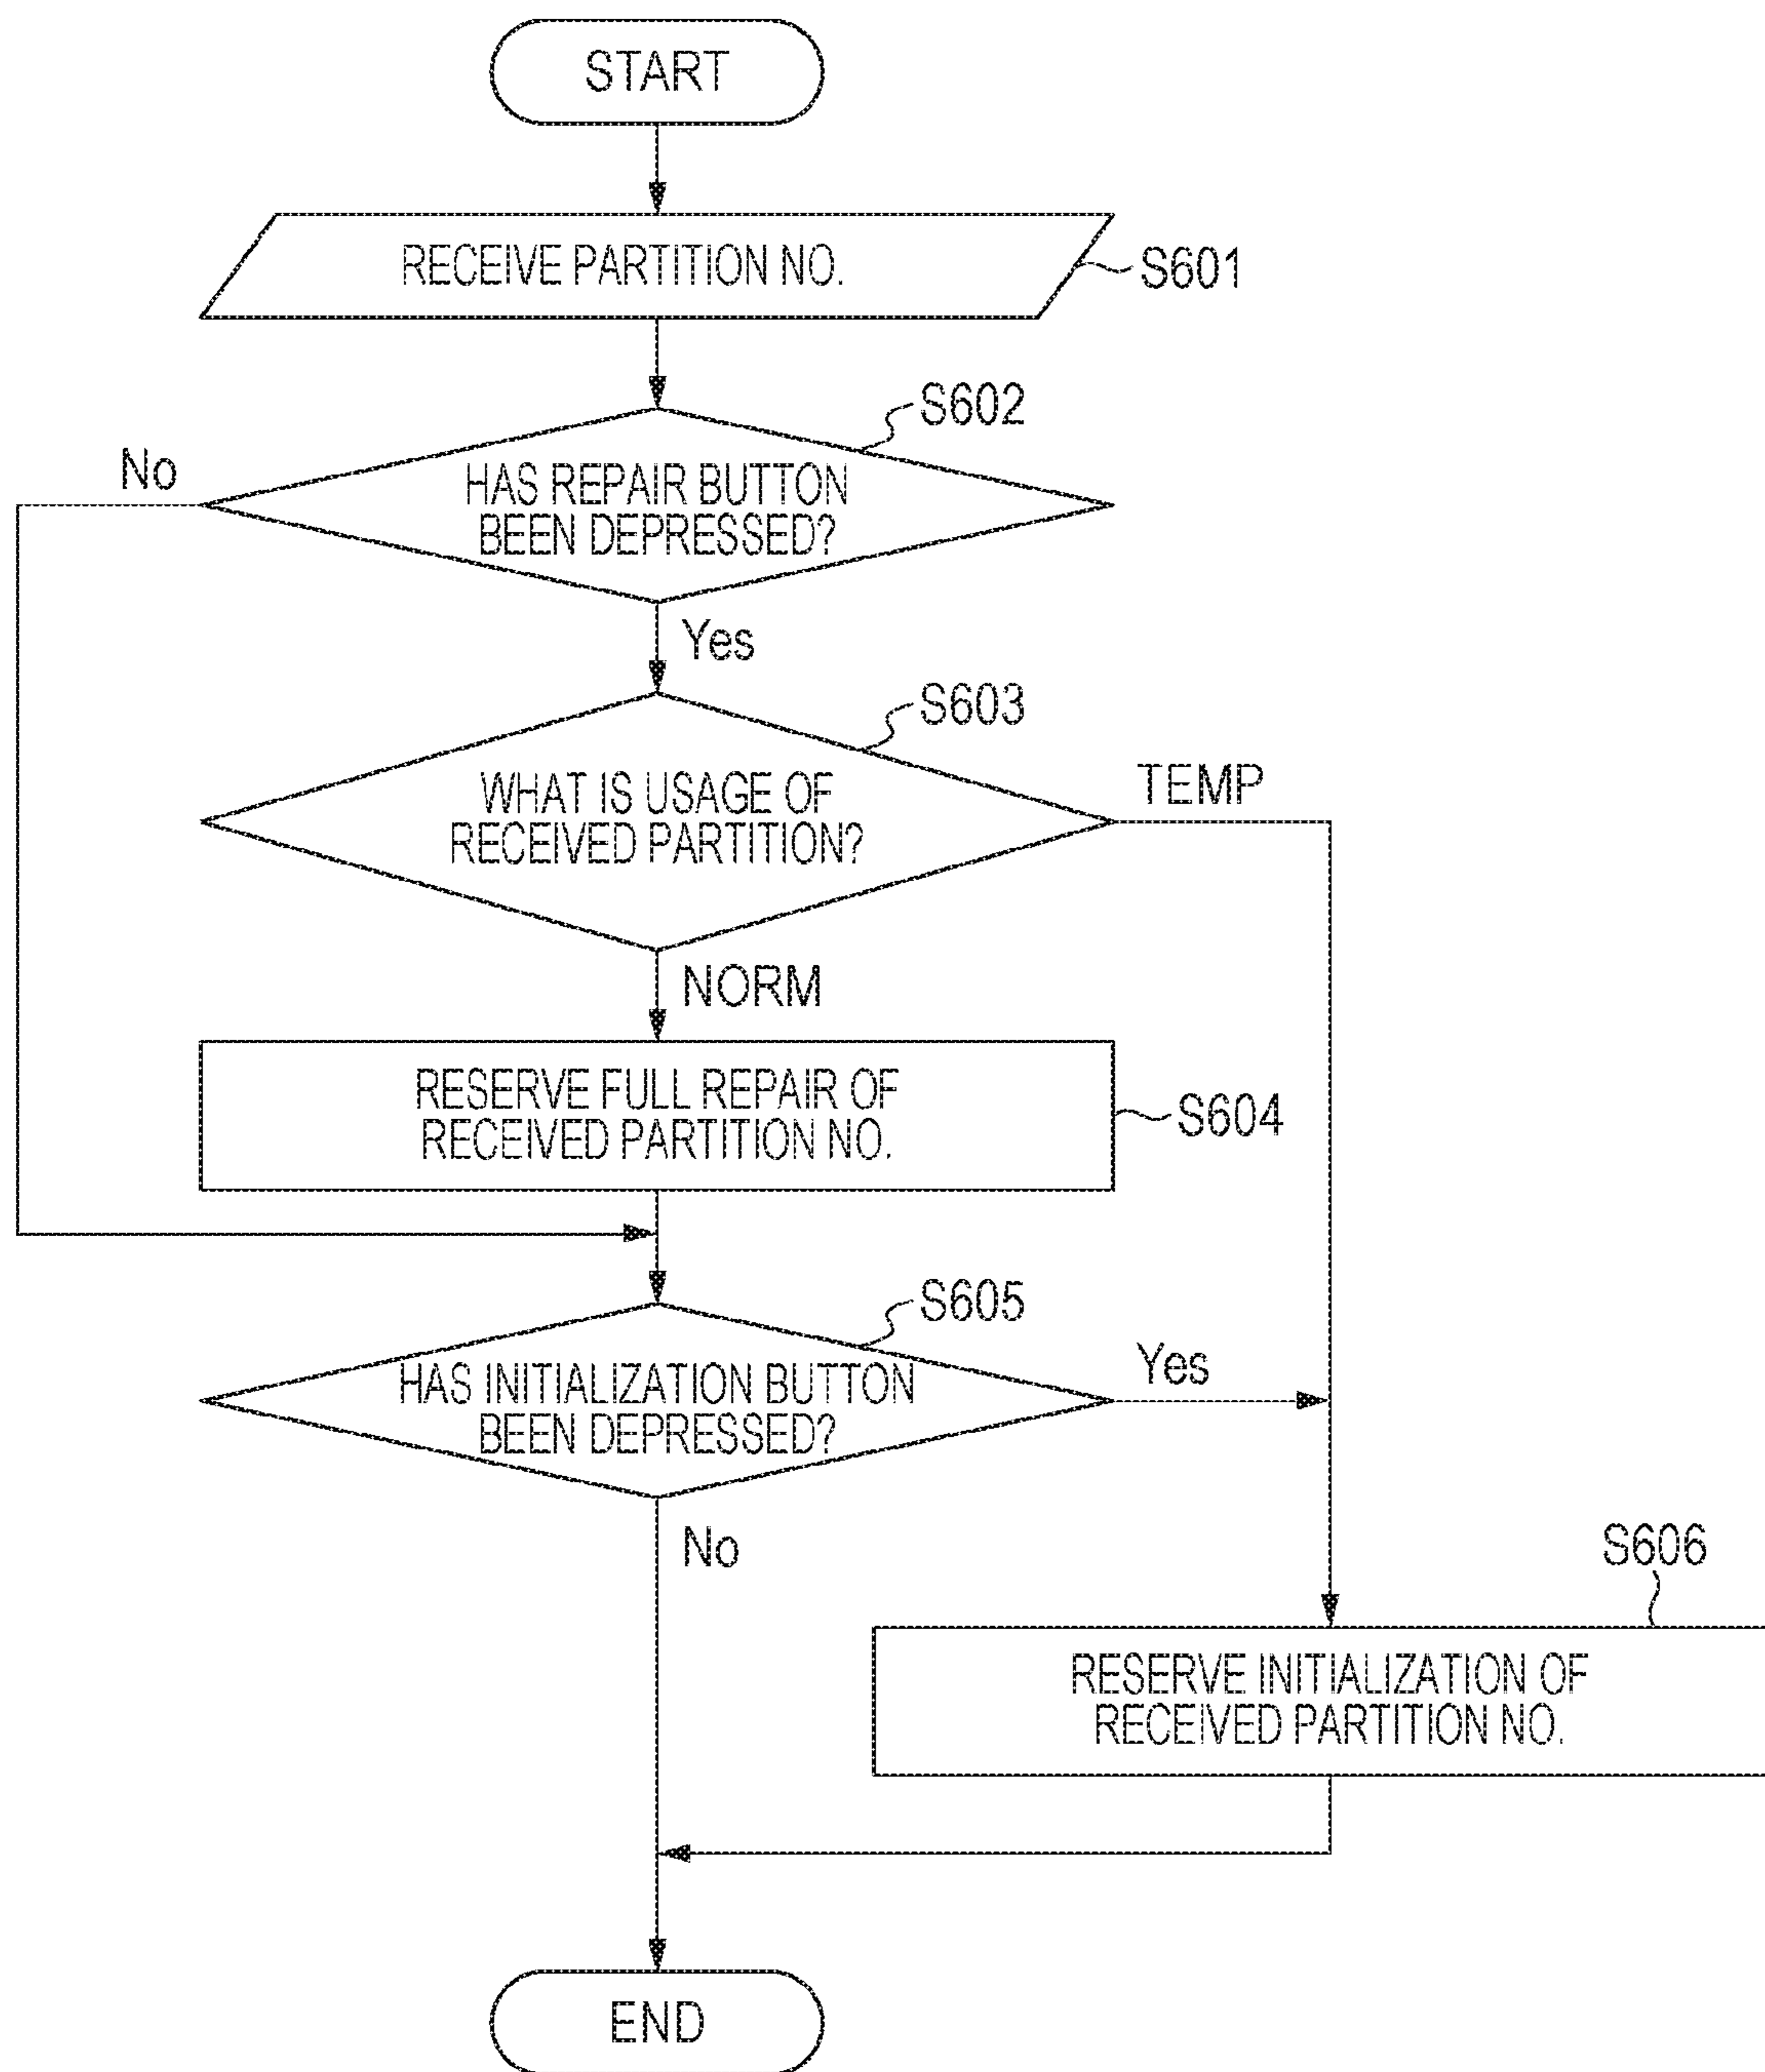 START
RECEIVE PARTITION NO.
S601
S602
No
HAS REPAIR BUTTON
BEEN DEPRESSED?
Yes
S603
WHAT IS USAGE OF
RECEIVED PARTITION?
TEMP
NORM
RESERVE FULL REPAIR OF
RECEIVED PARTITION NO.
S604
S605
HAS INITIALIZATION BUTTON
BEEN DEPRESSED?
Yes
No
S606
RESERVE INITIALIZATION OF
RECEIVED PARTITION NO.
END